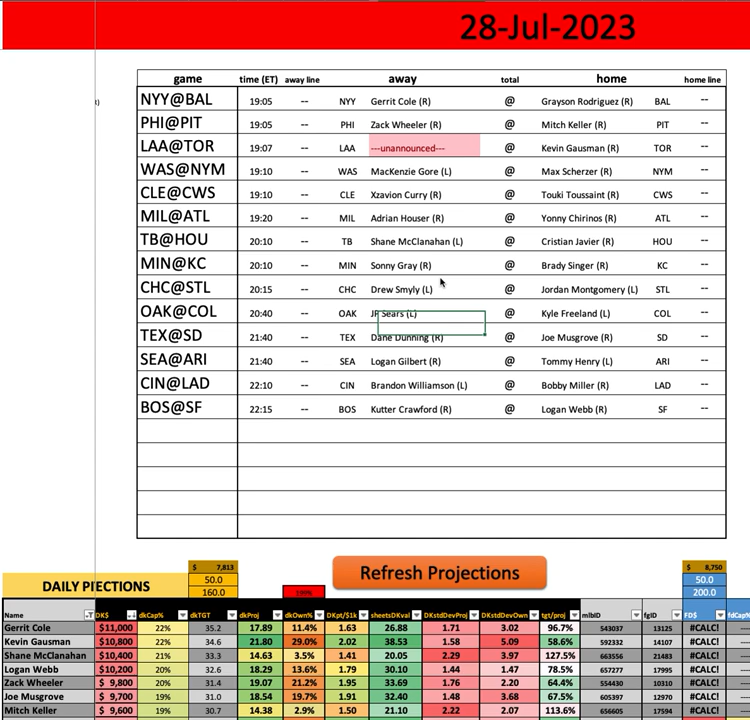 28-Jul-2023
game time (ET) away line away total home home line
NYY@BAL 19:05 -- NYY Gerrit Cole (R) @ Grayson Rodriguez (R) BAL --
PHI@PIT 19:05 -- PHI Zack Wheeler (R) @ Mitch Keller (R) PIT --
LAA@TOR 19:07 -- LAA ---unannounced--- @ Kevin Gausman (R) TOR --
WAS@NYM 19:10 -- WAS MacKenzie Gore (L) @ Max Scherzer (R) NYM --
CLE@CWS 19:10 -- CLE Xzavion Curry (R) @ Touki Toussaint (R) CWS --
MIL@ATL 19:20 -- MIL Adrian Houser (R) @ Yonny Chirinos (R) ATL --
TB@HOU 20:10 -- TB Shane McClanahan (L) @ Cristian Javier (R) HOU --
MIN@KC 20:10 -- MIN Sonny Gray (R) @ Brady Singer (R) KC --
CHC@STL 20:15 -- CHC Drew Smyly (L) @ Jordan Montgomery (L) STL --
OAK@COL 20:40 -- OAK JP Sears (L) @ Kyle Freeland (L) COL --
TEX@SD 21:40 -- TEX Dane Dunning (R) @ Joe Musgrove (R) SD --
SEA@ARI 21:40 -- SEA Logan Gilbert (R) @ Tommy Henry (L) ARI --
CIN@LAD 22:10 -- CIN Brandon Williamson (L) @ Bobby Miller (R) LAD --
BOS@SF 22:15 -- BOS Kutter Crawford (R) @ Logan Webb (R) SF --
$ 7,813 Refresh Projections $ 8,750
DAILY PIECTIONS 50.0 50.0
160.0 200.0
Name DK$ dkCap% dkTGT dkProj dkOwn% DKpt/$1k sheetsDKval DKstdDevProj DKstdDevOwn tgt/proj mlbID fgID FD$ fdCap%
Gerrit Cole $11,000 22% 35.2 17.89 11.4% 1.63 26.88 1.71 3.02 96.7% 543037 13125 #CALC!
Kevin Gausman $10,800 22% 34.6 21.80 29.0% 2.02 38.53 1.58 5.09 58.6% 592332 14107 #CALC!
Shane McClanahan $10,400 21% 33.3 14.63 3.5% 1.41 20.05 2.29 3.97 127.5% 663556 21483 #CALC!
Logan Webb $10,200 20% 32.6 18.29 13.6% 1.79 30.10 1.44 1.47 78.5% 657277 17995 #CALC!
Zack Wheeler $ 9,800 20% 31.4 19.07 21.2% 1.95 33.69 1.76 2.20 64.4% 554430 10310 #CALC!
Joe Musgrove $ 9,700 19% 31.0 18.54 19.7% 1.91 32.40 1.48 3.68 67.5% 605397 12970 #CALC!
Mitch Keller $ 9,600 19% 30.7 14.38 2.9% 1.50 21.10 2.22 2.07 113.6% 656605 17594 #CALC!